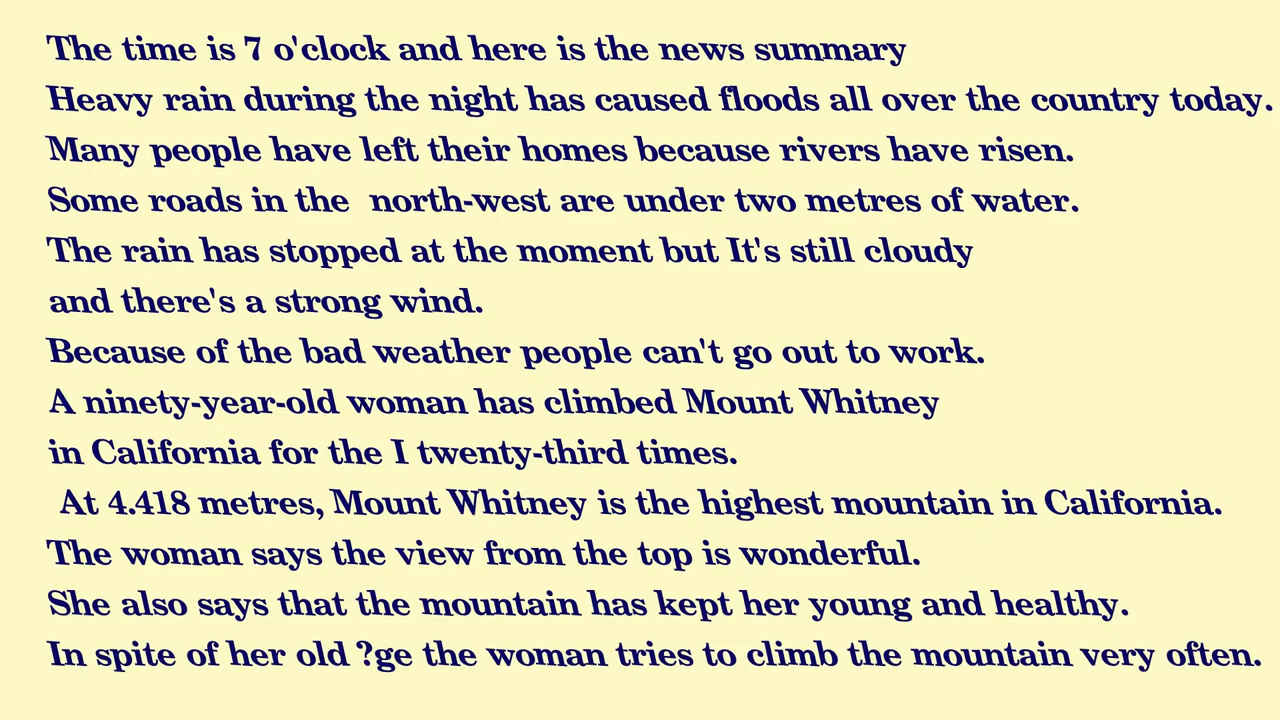 The time is 7 o'clock and here is the news summary
Heavy rain during the night has caused floods all over the country today.
Many people have left their homes because rivers have risen.
Some roads in the  north-west are under two metres of water.
The rain has stopped at the moment but It's still cloudy
and there's a strong wind.
Because of the bad weather people can't go out to work.
A ninety-year-old woman has climbed Mount Whitney
in California for the I twenty-third times.
At 4.418 metres, Mount Whitney is the highest mountain in California.
The woman says the view from the top is wonderful.
She also says that the mountain has kept her young and healthy.
In spite of her old ?ge the woman tries to climb the mountain very often.